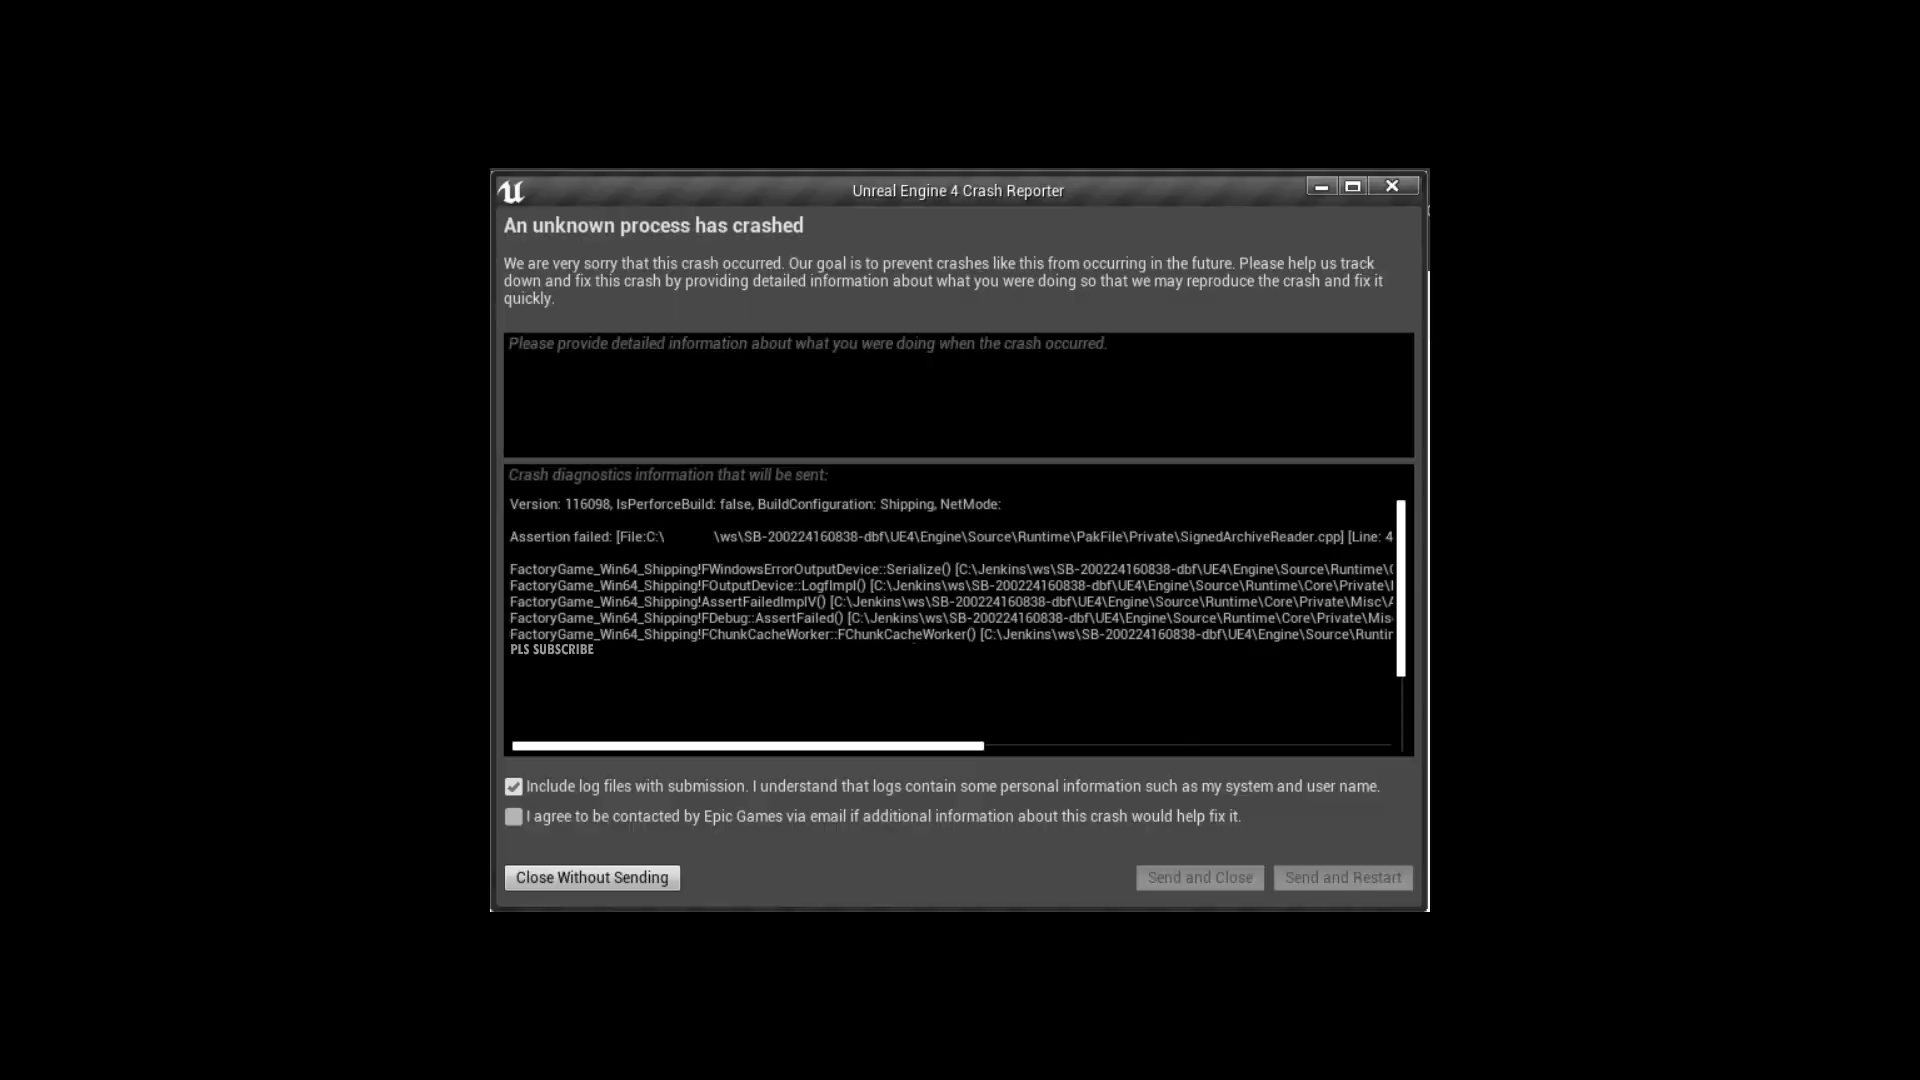 Unreal Engine 4 Crash Reporter
An unknown process has crashed
We are very sorry that this crash occurred. Our goal is to prevent crashes like this from occurring in the future. Please help us track
down and fix this crash by providing detailed information about what you were doing so that we may reproduce the crash and fix it
quickly.
Please provide detailed information about what you were doing when the crash occurred.
Crash diagnostics information that will be sent:
Version: 116098, IsPerforceBuild: false, BuildConfiguration: Shipping, NetMode:
Assertion failed: [File:C:\ \ws\SB-200224160838-dbf\UE4\Engine\Source\Runtime\PakFile\Private\SignedArchiveReader.cpp] [Line: 4
FactoryGame_Win64_Shipping!FWindowsErrorOutputDevice::Serialize() [C:\Jenkins\ws\SB-200224160838-dbf\UE4\Engine\Source\Runtime\
FactoryGame_Win64_Shipping!FOutputDevice::LogfImpl() [C:\Jenkins\ws\SB-200224160838-dbf\UE4\Engine\Source\Runtime\Core\Private\
FactoryGame_Win64_Shipping!AssertFailedImplV() [C:\Jenkins\ws\SB-200224160838-dbf\UE4\Engine\Source\Runtime\Core\Private\Misc\A
FactoryGame_Win64_Shipping!FDebug::AssertFailed() [C:\Jenkins\ws\SB-200224160838-dbf\UE4\Engine\Source\Runtime\Core\Private\Mis
FactoryGame_Win64_Shipping!FChunkCacheWorker::FChunkCacheWorker() [C:\Jenkins\ws\SB-200224160838-dbf\UE4\Engine\Source\Runtim
PLS SUBSCRIBE
Include log files with submission. I understand that logs contain some personal information such as my system and user name.
I agree to be contacted by Epic Games via email if additional information about this crash would help fix it.
Close Without Sending
Send and Close
Send and Restart